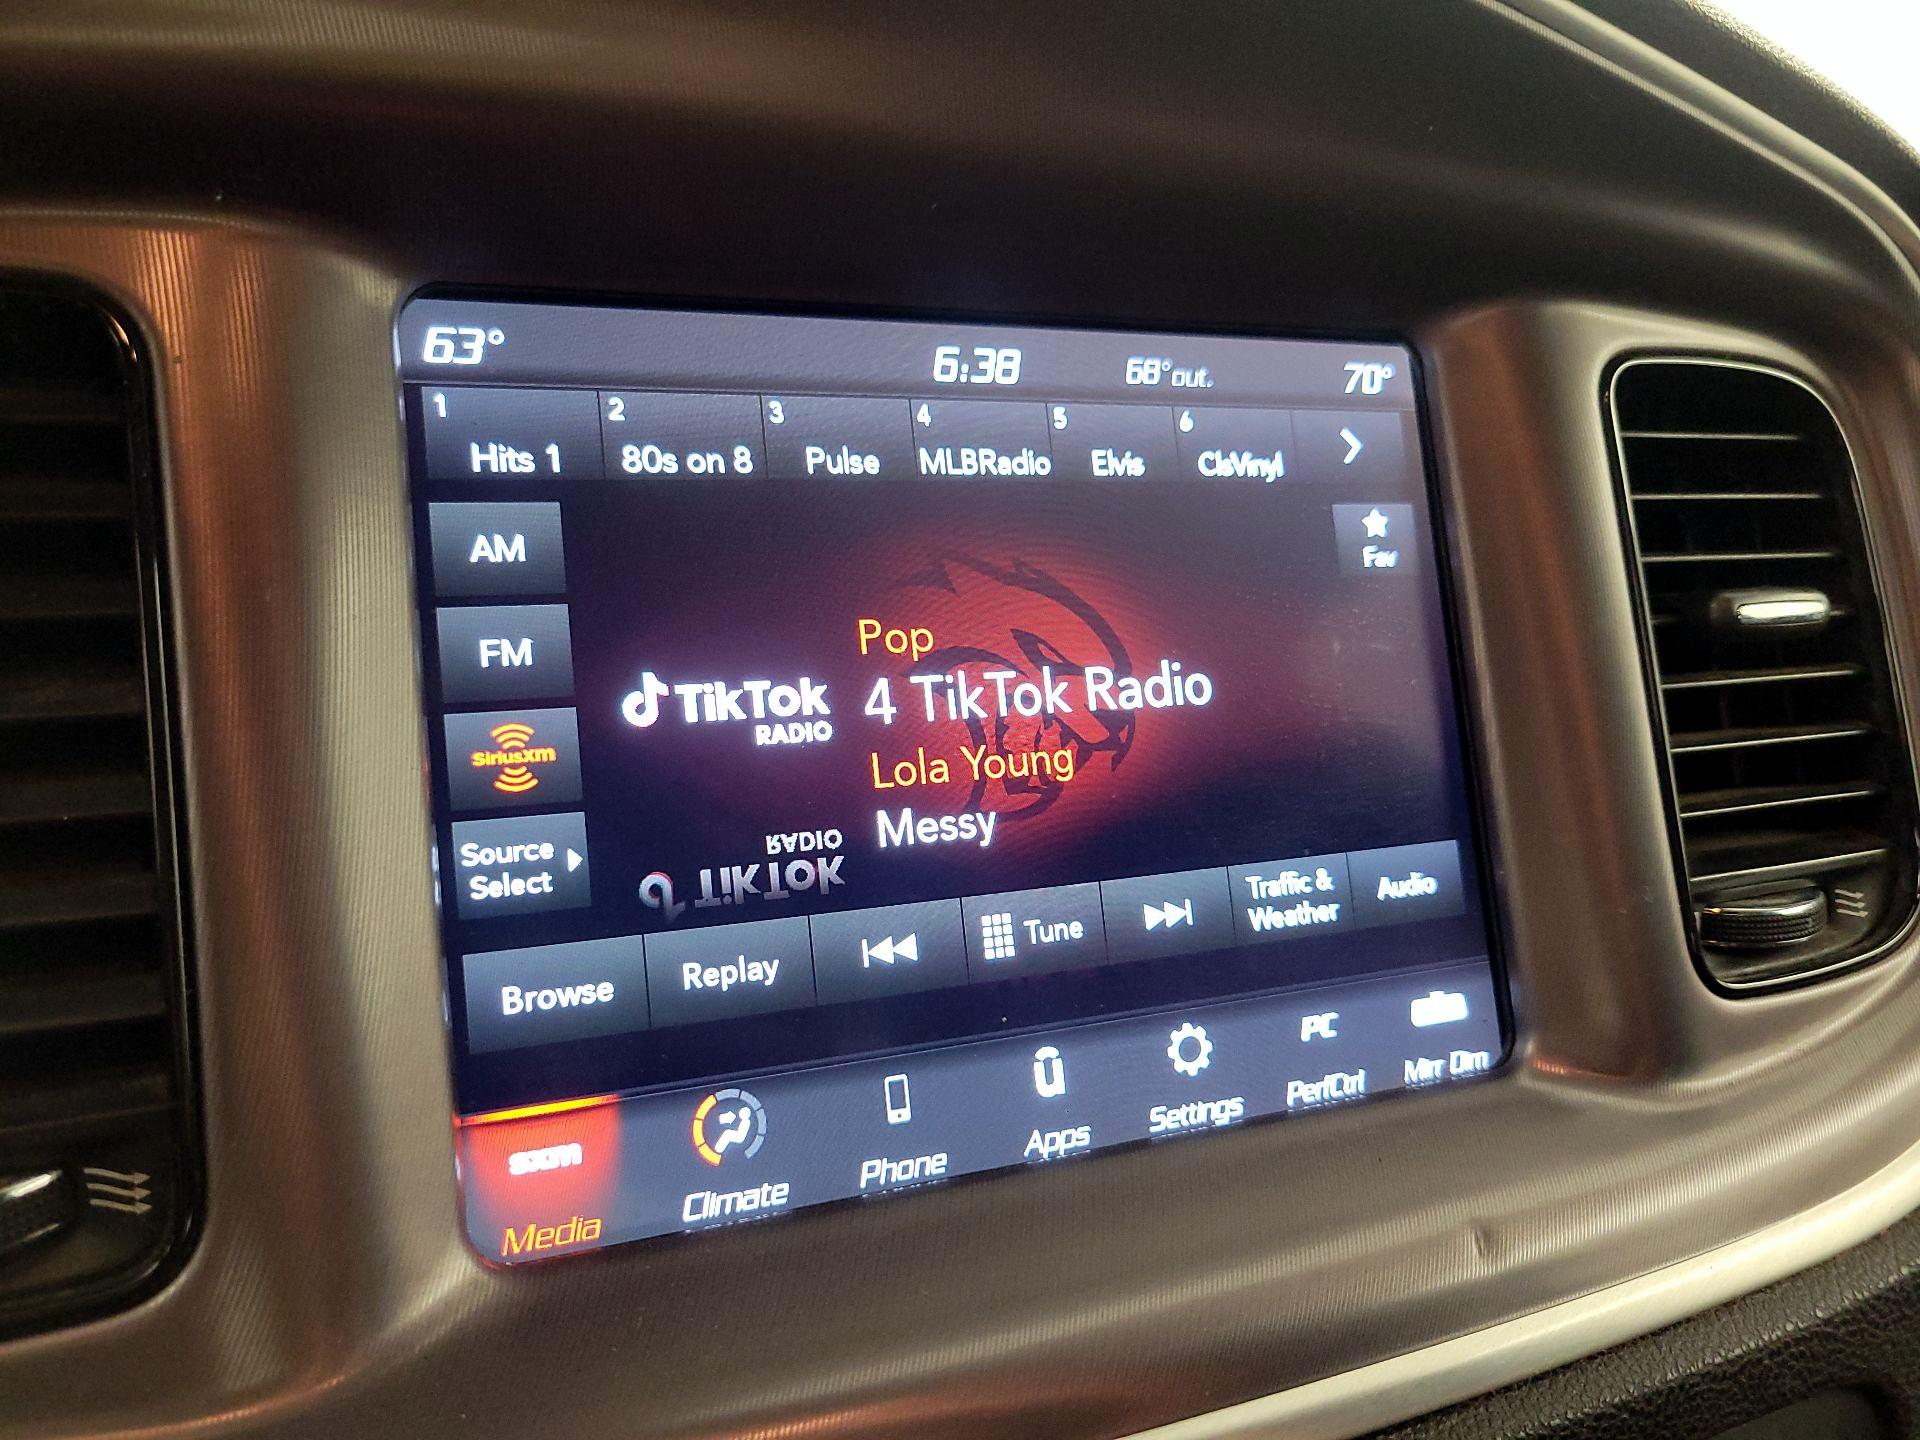 63° 6:38 68°out. 70°
1 2 3 4 5 6
Hits 1 80s on 8 Pulse MLBRadio Elvis ClsVinyl
AM
FM
SiriusXM
Source
Select
Fav
Pop
4 TikTok Radio
Lola Young
Messy
TikTok
RADIO
RADIO
TikTok
Browse Replay Tune Traffic &
Weather Audio
sxm
Media Climate Phone Apps Settings PC
PerfCtrl Mirr Dim